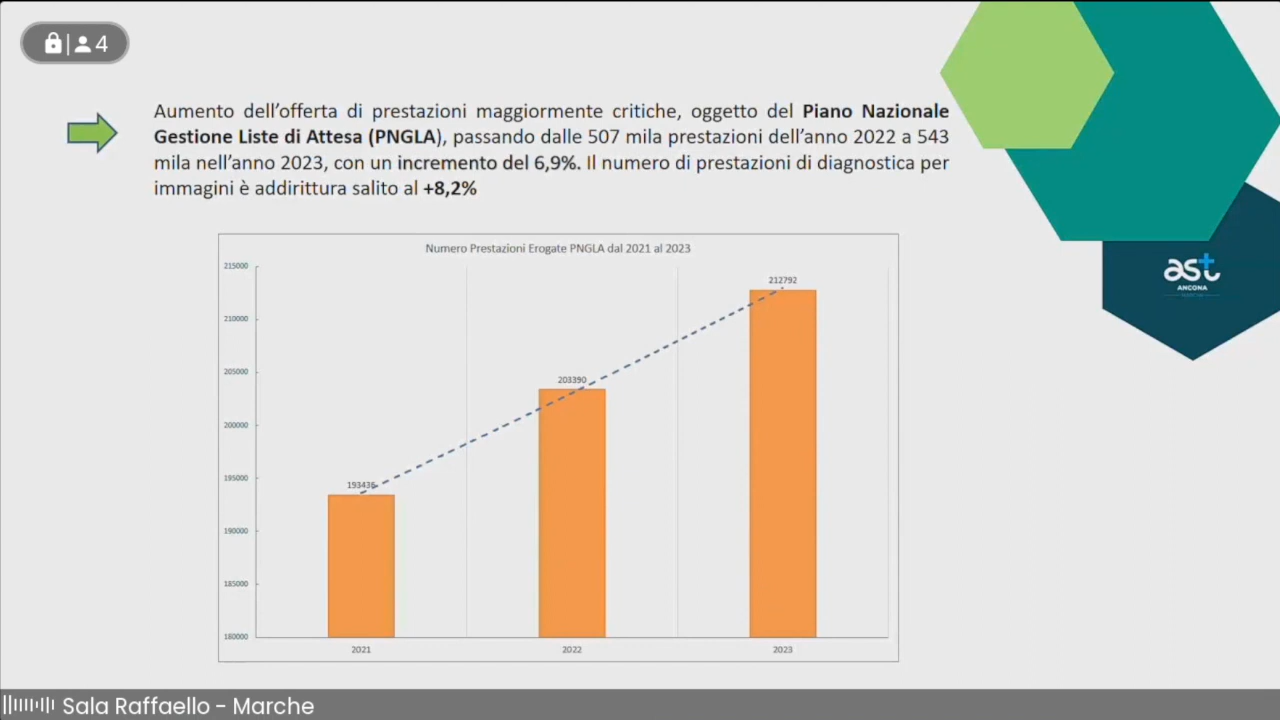 4
Aumento dell'offerta di prestazioni maggiormente critiche, oggetto del Piano Nazionale
Gestione Liste di Attesa (PNGLA), passando dalle 507 mila prestazioni dell'anno 2022 a 543
mila nell'anno 2023, con un incremento del 6,9%. Il numero di prestazioni di diagnostica per
immagini è addirittura salito al +8,2%
ast
ANCONA
Numero Prestazioni Erogate PNGLA dal 2021 al 2023
215000
210000
205000
200000
195000
190000
185000
180000
193438
203390
212792
2021
2022
2023
Sala Raffaello - Marche